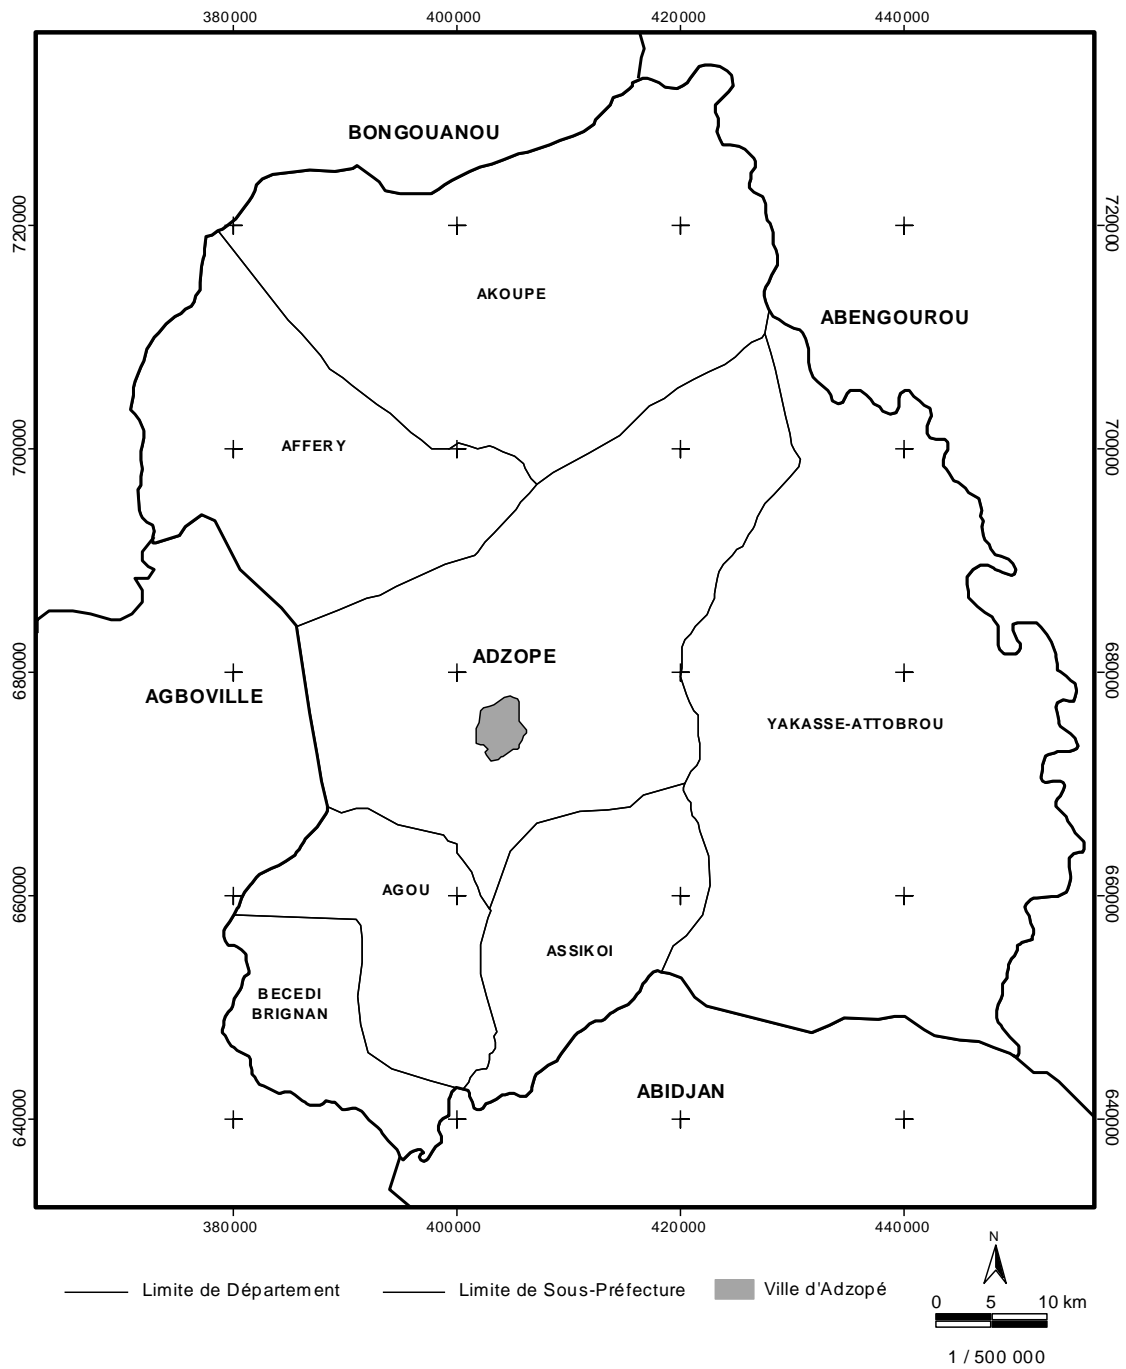 380000 400000 420000 440000
BONGOUANOU
720000 720000
AKOUPE
ABENGOUROU
AFFERY
700000 700000
ADZOPE
680000 680000
AGBOVILLE
YAKASSE-ATTOBROU
AGOU
660000 660000
ASSIKOI
BECEDI
BRIGNAN
ABIDJAN
640000 640000
380000 400000 420000 440000
N
Limite de Département Limite de Sous-Préfecture Ville d'Adzopé
0 5 10 km
1 / 500 000